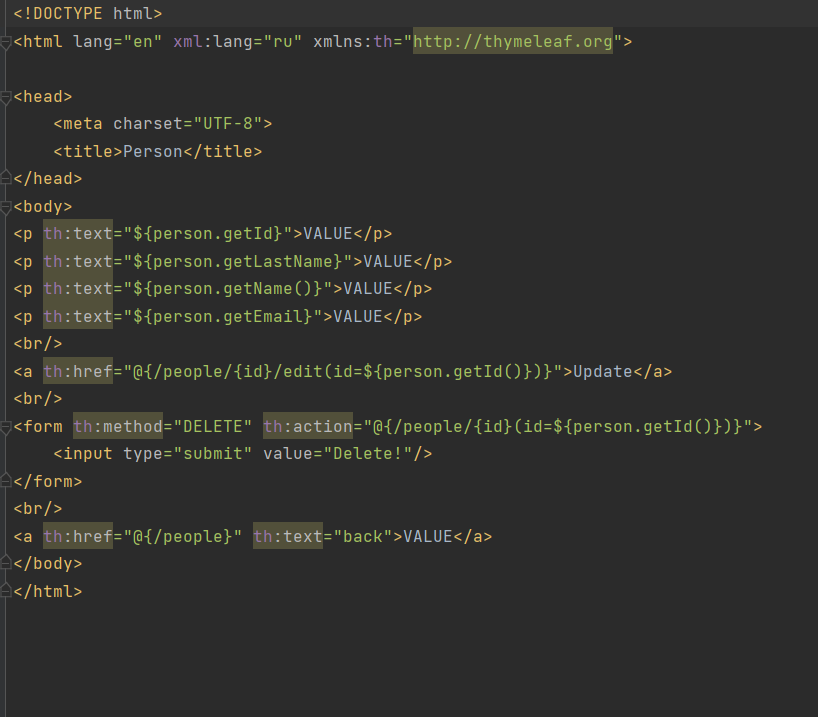 <!DOCTYPE html>
<html lang="en" xml:lang="ru" xmlns:th="http://thymeleaf.org">
<head>
    <meta charset="UTF-8">
    <title>Person</title>
</head>
<body>
<p th:text="${person.getId}">VALUE</p>
<p th:text="${person.getLastName}">VALUE</p>
<p th:text="${person.getName()}">VALUE</p>
<p th:text="${person.getEmail}">VALUE</p>
<br/>
<a th:href="@{/people/{id}/edit(id=${person.getId()})}">Update</a>
<br/>
<form th:method="DELETE" th:action="@{/people/{id}(id=${person.getId()})}">
    <input type="submit" value="Delete!"/>
</form>
<br/>
<a th:href="@{/people}" th:text="back">VALUE</a>
</body>
</html>